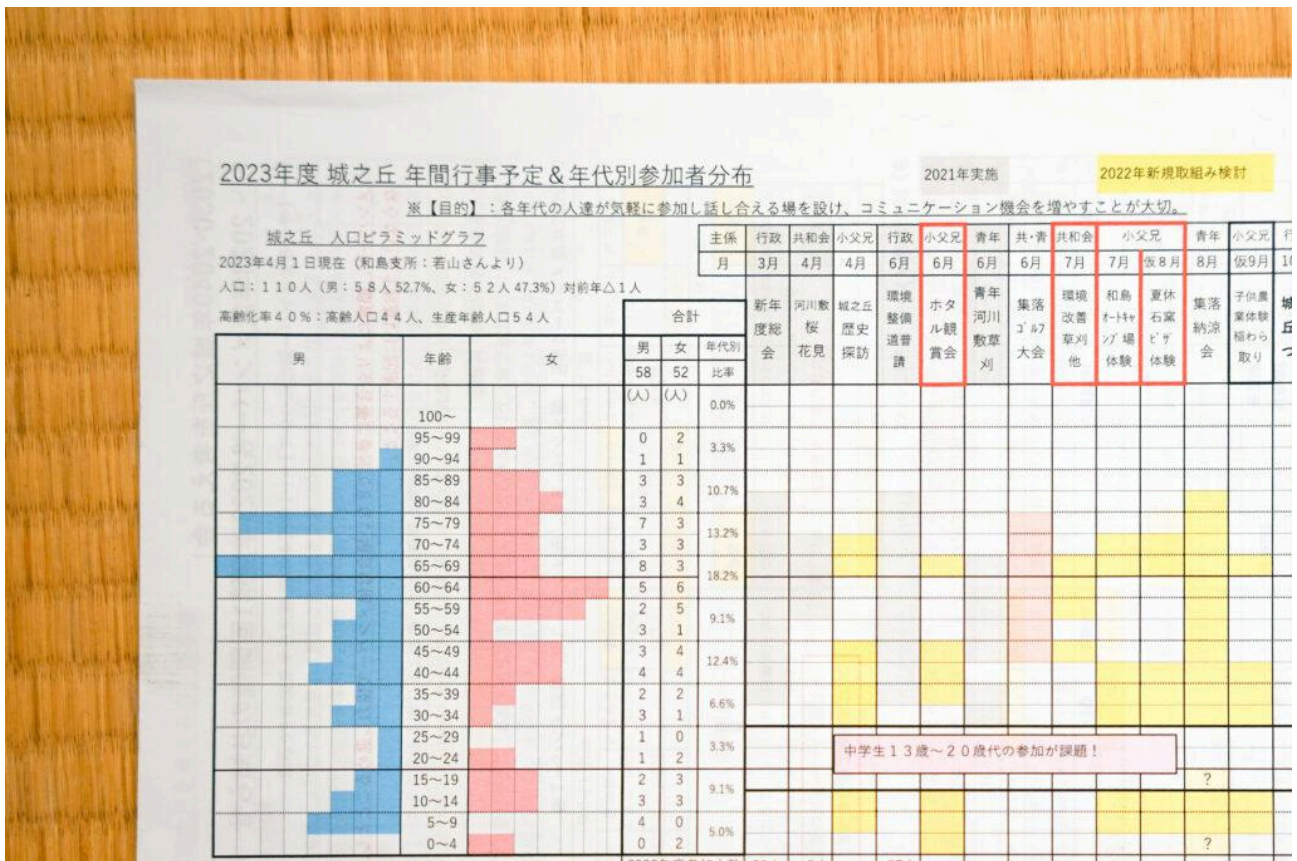 2023年度 城之丘 年間行事予定＆年代別参加者分布
2021年実施
2022年新規取組み検討
※【目的】：各年代の人達が気軽に参加し話し合える場を設け、コミュニケーション機会を増やすことが大切。
城之丘 人口ピラミッドグラフ
2023年4月1日現在（和島支所：若山さんより）
人口：110人（男：58人52.7%、女：52人47.3%）対前年△1人
高齢化率40%：高齢人口44人、生産年齢人口54人
主係 行政 共和会 小父兄 行政 小父兄 青年 共・青 共和会 小父兄 青年 小父兄 行
月 3月 4月 4月 6月 6月 6月 6月 7月 7月 仮8月 8月 仮9月 10
新年度総会
河川敷桜花見
城之丘歴史探訪
環境整備道普請
ホタル観賞会
青年河川敷草刈
集落ゴルフ大会
環境改善草刈他
和島オートキャンプ場体験
夏休石窯ピザ体験
集落納涼会
子供農業体験稲わら取り
城丘つ
合計
男 年齢 女 男 女 年代別
58 52 比率
(人) (人)
100～ 0.0%
95～99 0 2
3.3%
90～94 1 1
85～89 3 3
10.7%
80～84 3 4
75～79 7 3
13.2%
70～74 3 3
65～69 8 3
18.2%
60～64 5 6
55～59 2 5
9.1%
50～54 3 1
45～49 3 4
12.4%
40～44 4 4
35～39 2 2
6.6%
30～34 3 1
25～29 1 0
3.3%
20～24 1 2
中学生13歳～20歳代の参加が課題！
15～19 2 3 ?
9.1%
10～14 3 3
5～9 4 0
5.0%
0～4 0 2 ?